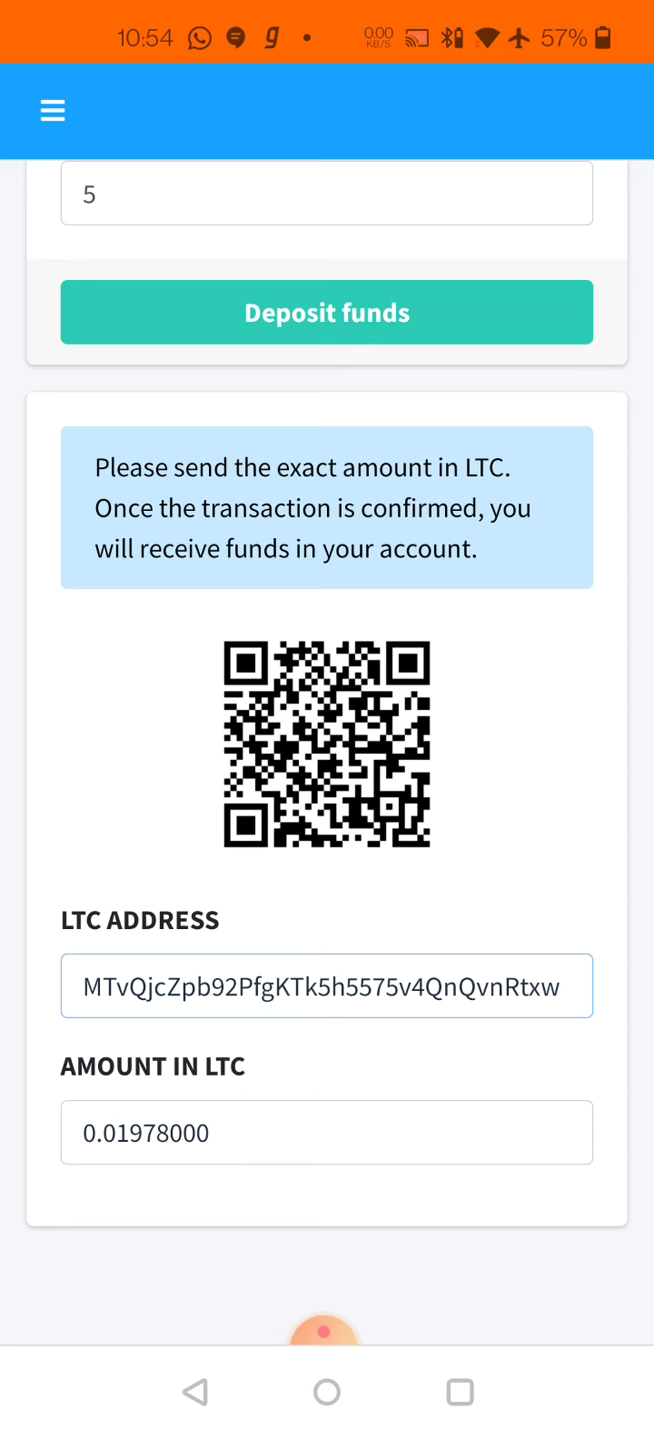 10:54 g 0.00 KB/S 57%
5
Deposit funds
Please send the exact amount in LTC.
Once the transaction is confirmed, you
will receive funds in your account.
LTC ADDRESS
MTvQjcZpb92PfgKTk5h5575v4QnQvnRtxw
AMOUNT IN LTC
0.01978000